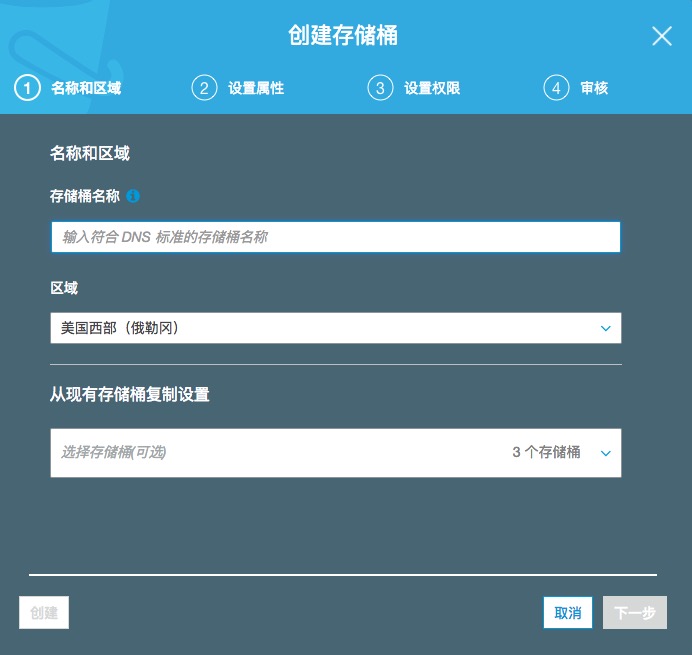 创建存储桶
1 名称和区域 2 设置属性 3 设置权限 4 审核
名称和区域
存储桶名称
输入符合 DNS 标准的存储桶名称
区域
美国西部（俄勒冈）
从现有存储桶复制设置
选择存储桶(可选) 3 个存储桶
创建 取消 下一步